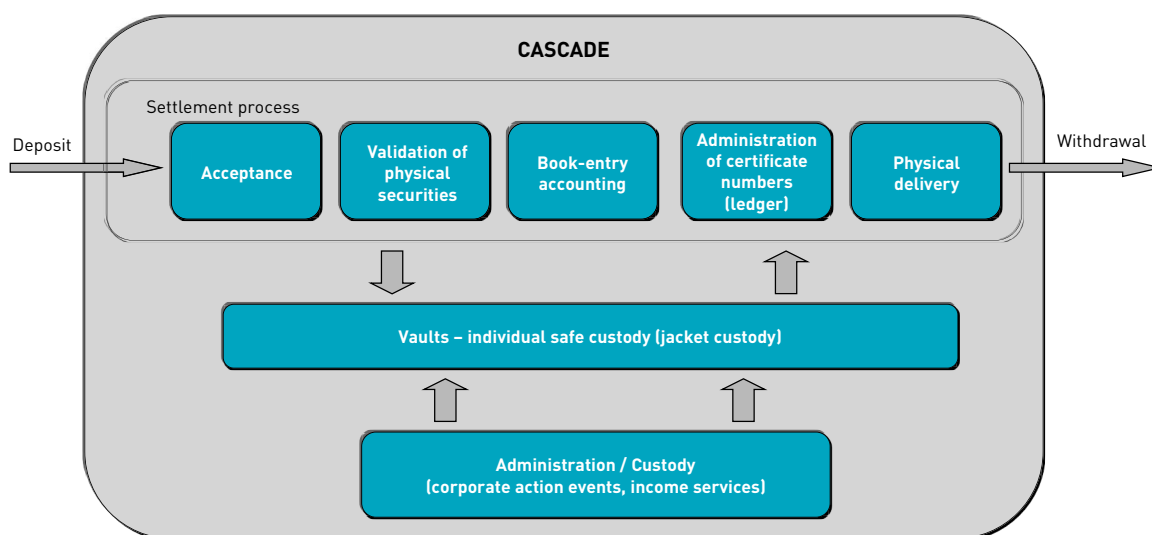 CASCADE
Settlement process
Deposit
Acceptance
Validation of
physical
securities
Book-entry
accounting
Administration
of certificate
numbers
(ledger)
Physical
delivery
Withdrawal
Vaults – individual safe custody (jacket custody)
Administration / Custody
(corporate action events, income services)